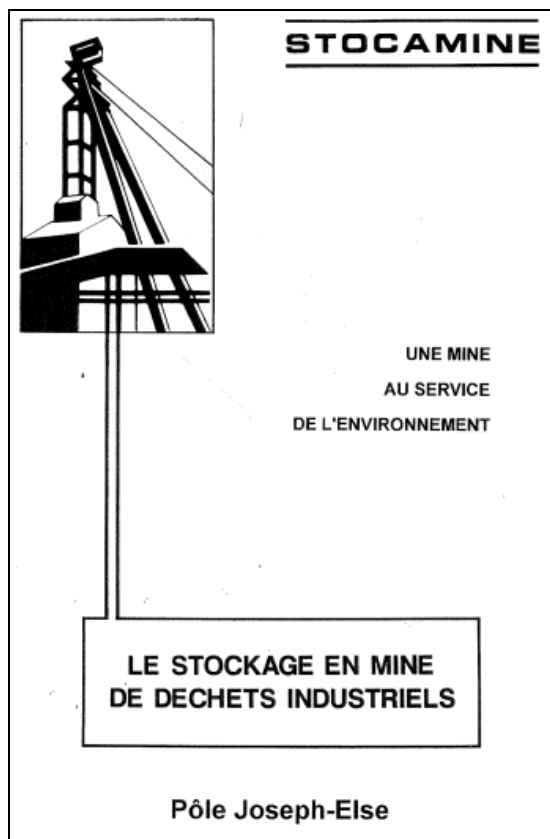 STOCAMINE
UNE MINE
AU SERVICE
DE L'ENVIRONNEMENT
LE STOCKAGE EN MINE
DE DECHETS INDUSTRIELS
Pôle Joseph-Else